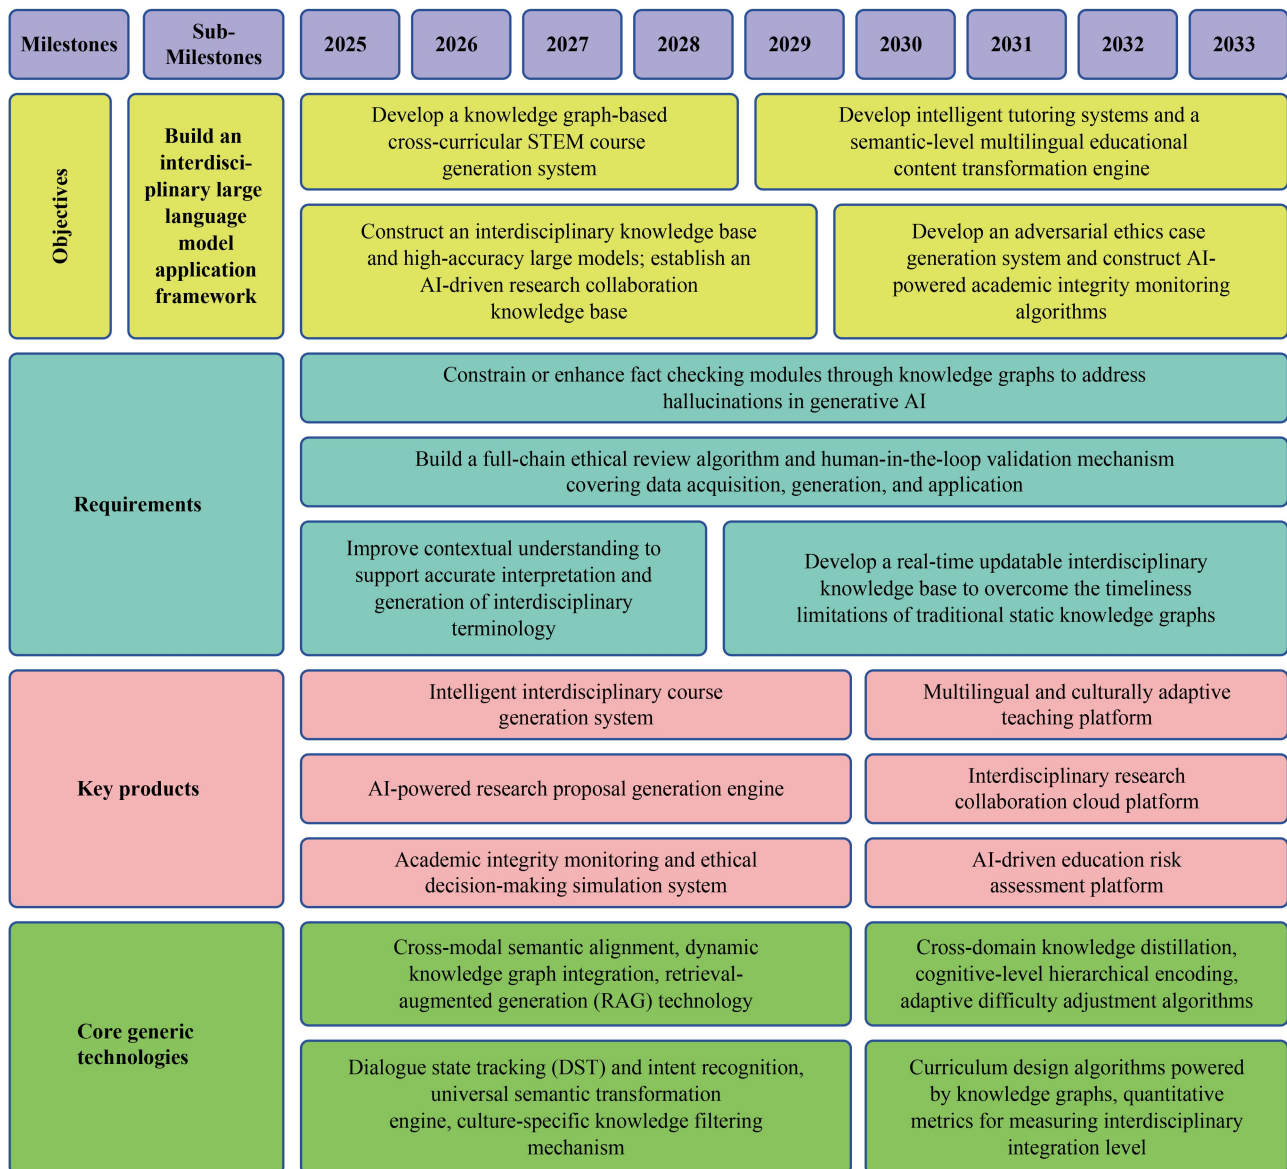 Milestones
Sub-
Milestones
2025
2026
2027
2028
2029
2030
2031
2032
2033
Objectives
Build an
interdisci-
plinary large
language
model
application
framework
Develop a knowledge graph-based
cross-curricular STEM course
generation system
Develop intelligent tutoring systems and a
semantic-level multilingual educational
content transformation engine
Construct an interdisciplinary knowledge base
and high-accuracy large models; establish an
AI-driven research collaboration
knowledge base
Develop an adversarial ethics case
generation system and construct AI-
powered academic integrity monitoring
algorithms
Requirements
Constrain or enhance fact checking modules through knowledge graphs to address
hallucinations in generative AI
Build a full-chain ethical review algorithm and human-in-the-loop validation mechanism
covering data acquisition, generation, and application
Improve contextual understanding to
support accurate interpretation and
generation of interdisciplinary
terminology
Develop a real-time updatable interdisciplinary
knowledge base to overcome the timeliness
limitations of traditional static knowledge graphs
Key products
Intelligent interdisciplinary course
generation system
Multilingual and culturally adaptive
teaching platform
AI-powered research proposal generation engine
Interdisciplinary research
collaboration cloud platform
Academic integrity monitoring and ethical
decision-making simulation system
AI-driven education risk
assessment platform
Core generic
technologies
Cross-modal semantic alignment, dynamic
knowledge graph integration, retrieval-
augmented generation (RAG) technology
Cross-domain knowledge distillation,
cognitive-level hierarchical encoding,
adaptive difficulty adjustment algorithms
Dialogue state tracking (DST) and intent recognition,
universal semantic transformation
engine, culture-specific knowledge filtering
mechanism
Curriculum design algorithms powered
by knowledge graphs, quantitative
metrics for measuring interdisciplinary
integration level